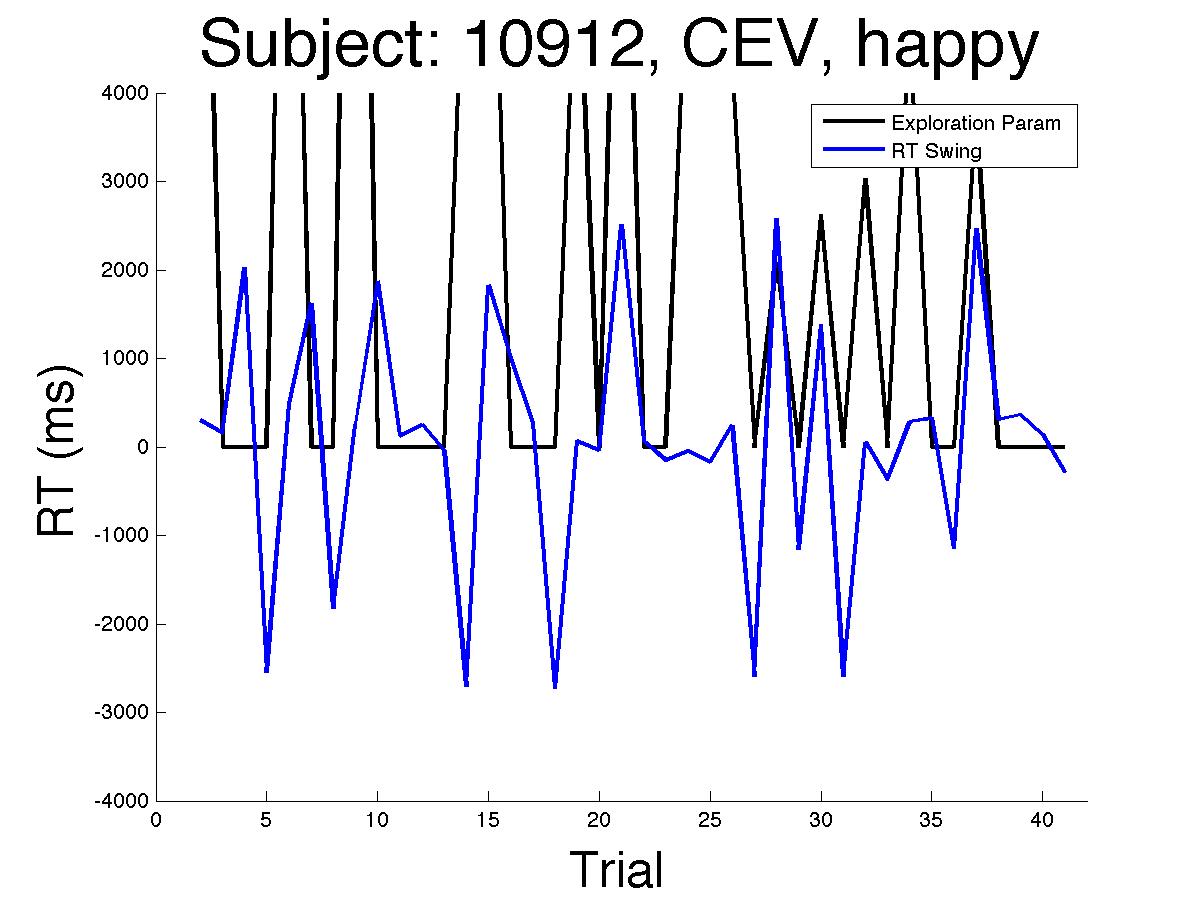 Subject: 10912, CEV, happy
Exploration Param
RT Swing
RT (ms)
4000
3000
2000
1000
0
-1000
-2000
-3000
-4000
0 5 10 15 20 25 30 35 40
Trial